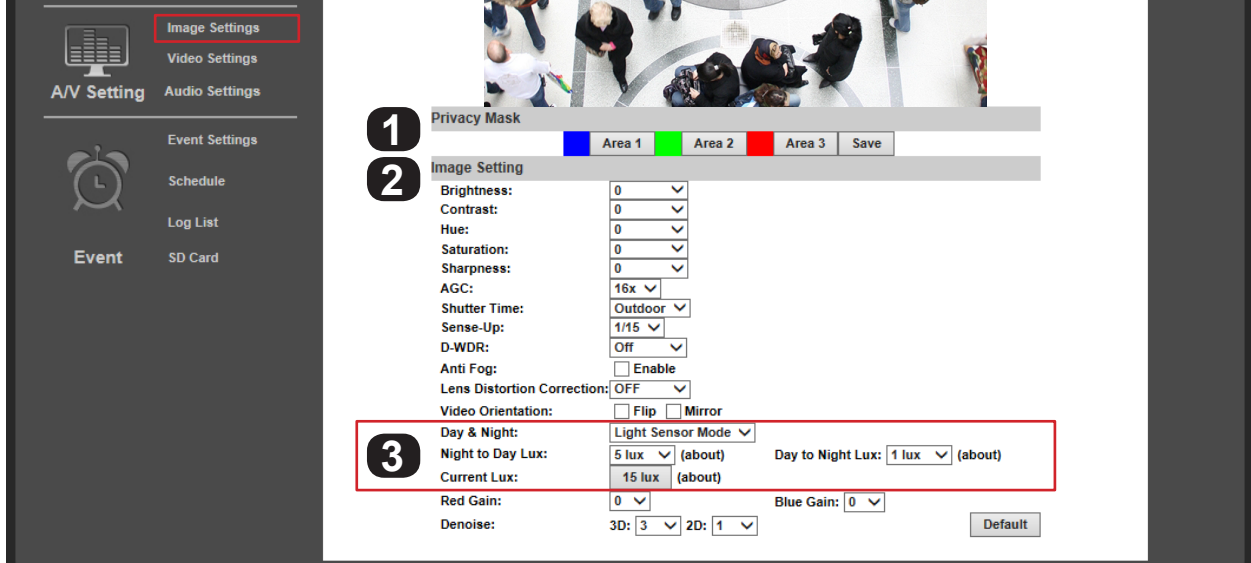 Image Settings
Video Settings
A/V Setting
Audio Settings
Event Settings
Schedule
Log List
Event
SD Card
1
Privacy Mask
Area 1 Area 2 Area 3 Save
2
Image Setting
Brightness: 0
Contrast: 0
Hue: 0
Saturation: 0
Sharpness: 0
AGC: 16x
Shutter Time: Outdoor
Sense-Up: 1/15
D-WDR: Off
Anti Fog: Enable
Lens Distortion Correction: OFF
Video Orientation: Flip Mirror
3
Day & Night: Light Sensor Mode
Night to Day Lux: 5 lux (about) Day to Night Lux: 1 lux (about)
Current Lux: 15 lux (about)
Red Gain: 0 Blue Gain: 0
Denoise: 3D: 3 2D: 1 Default